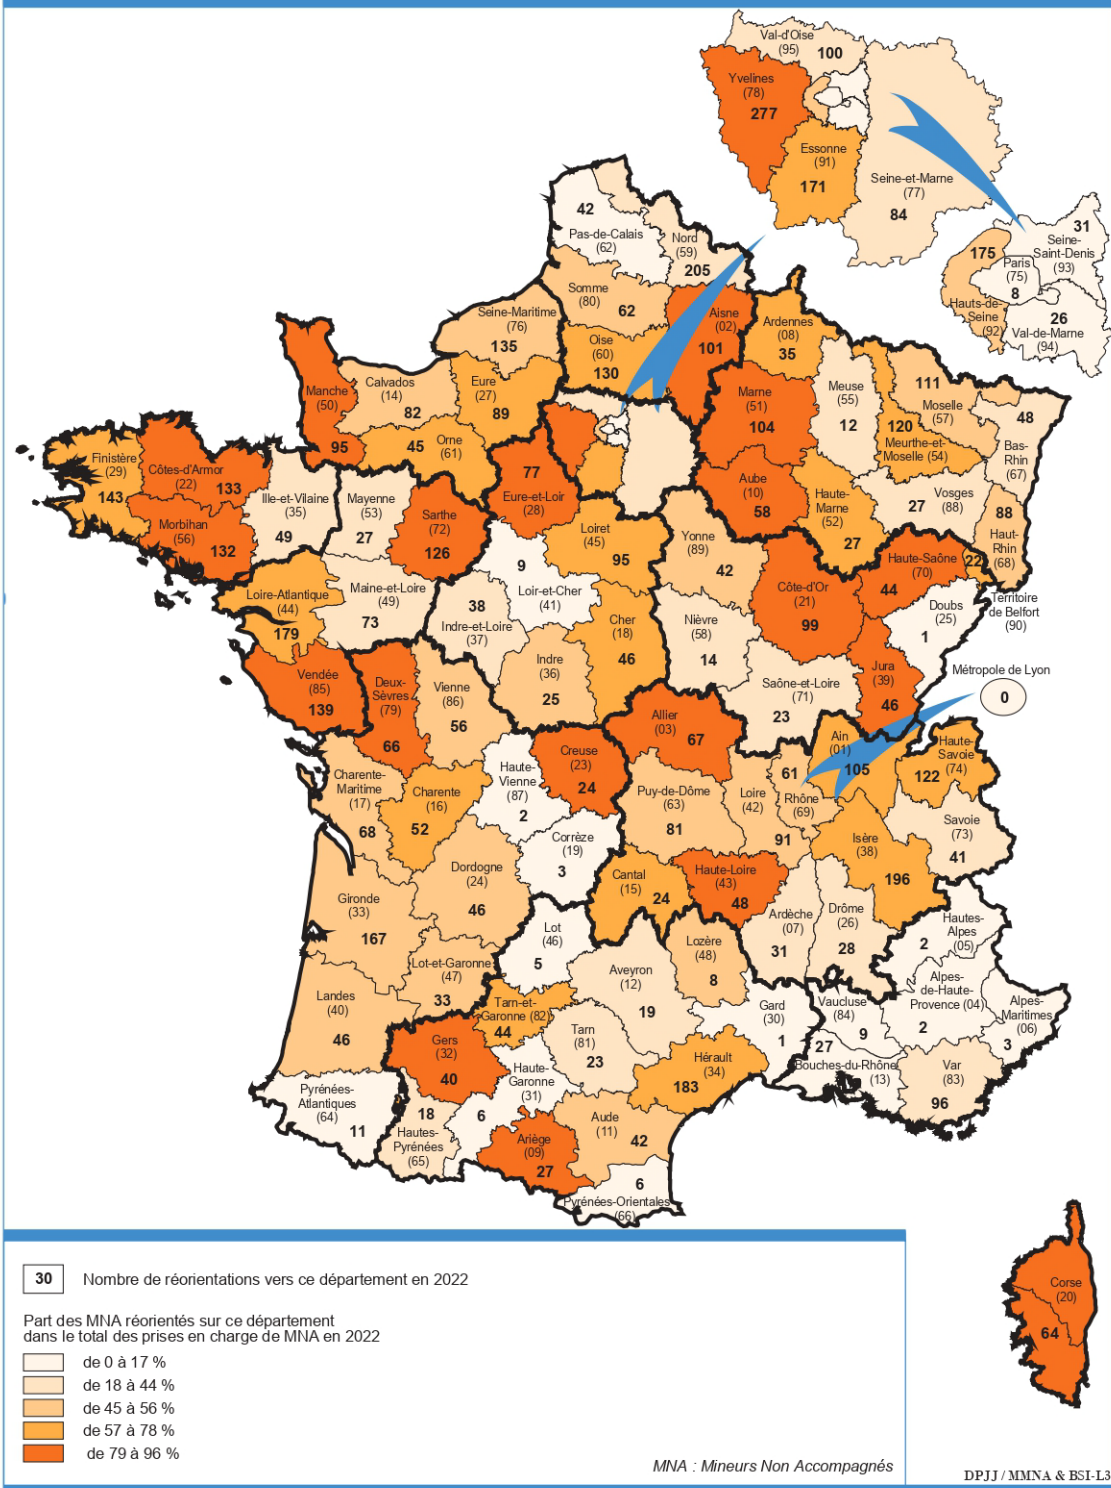 Val-d'Oise
(95)
100
Yvelines
(78)
277
Essonne
(91)
171
Seine-et-Marne
(77)
84
31
Seine-
Saint-Denis
(93)
175
Paris
(75)
8
Hauts-de-
Seine
(92)
26
Val-de-Marne
(94)
42
Pas-de-Calais
(62)
Nord
(59)
205
Somme
(80)
62
Aisne
(02)
101
Seine-Maritime
(76)
135
Oise
(60)
130
Ardennes
(08)
35
Manche
(50)
95
Calvados
(14)
82
Eure
(27)
89
Marne
(51)
104
Meuse
(55)
12
111
Moselle
(57)
120
Meurthe-et-
Moselle (54)
48
Bas-
Rhin
(67)
45
Orne
(61)
Finistère
(29)
143
Côtes-d'Armor
(22)
133
Morbihan
(56)
132
Ille-et-Vilaine
(35)
49
Mayenne
(53)
27
Sarthe
(72)
126
77
Eure-et-Loir
(28)
Aube
(10)
58
Haute-
Marne
(52)
27
27
Vosges
(88)
88
Haut-
Rhin
(68)
Loiret
(45)
95
Yonne
(89)
42
Haute-Saône
(70)
44
22
Territoire
de Belfort
(90)
Loire-Atlantique
(44)
179
Maine-et-Loire
(49)
73
9
Loir-et-Cher
(41)
38
Indre-et-Loire
(37)
Cher
(18)
46
Nièvre
(58)
14
Côte-d'Or
(21)
99
Doubs
(25)
1
Vendée
(85)
139
Deux-
Sèvres
(79)
66
Vienne
(86)
56
Indre
(36)
25
Saône-et-Loire
(71)
23
Jura
(39)
46
Métropole de Lyon
0
Allier
(03)
67
Creuse
(23)
24
Haute-
Vienne
(87)
2
Ain
(01)
105
Haute-
Savoie
(74)
122
Charente-
Maritime
(17)
68
Charente
(16)
52
Puy-de-Dôme
(63)
81
Loire
(42)
91
61
Rhône
(69)
Savoie
(73)
41
Isère
(38)
196
Corrèze
(19)
3
Dordogne
(24)
46
Cantal
(15)
24
Haute-Loire
(43)
48
Gironde
(33)
167
Ardèche
(07)
31
Drôme
(26)
28
Hautes-
Alpes
(05)
2
Lot
(46)
5
Lot-et-Garonne
(47)
33
Aveyron
(12)
19
Lozère
(48)
8
Alpes-
de-Haute-
Provence (04)
2
Alpes-
Maritimes
(06)
3
Landes
(40)
46
Tarn-et-
Garonne (82)
44
Tarn
(81)
23
Gard
(30)
1
Vaucluse
(84)
9
27
Bouches-du-Rhône
(13)
Var
(83)
96
Gers
(32)
40
Haute-
Garonne
(31)
6
Hérault
(34)
183
Pyrénées-
Atlantiques
(64)
11
18
Hautes-
Pyrénées
(65)
Ariège
(09)
27
Aude
(11)
42
6
Pyrénées-Orientales
(66)
Corse
(20)
64
30
Nombre de réorientations vers ce département en 2022
Part des MNA réorientés sur ce département
dans le total des prises en charge de MNA en 2022
de 0 à 17 %
de 18 à 44 %
de 45 à 56 %
de 57 à 78 %
de 79 à 96 %
MNA : Mineurs Non Accompagnés
DPJJ / MMNA & BSI-L3